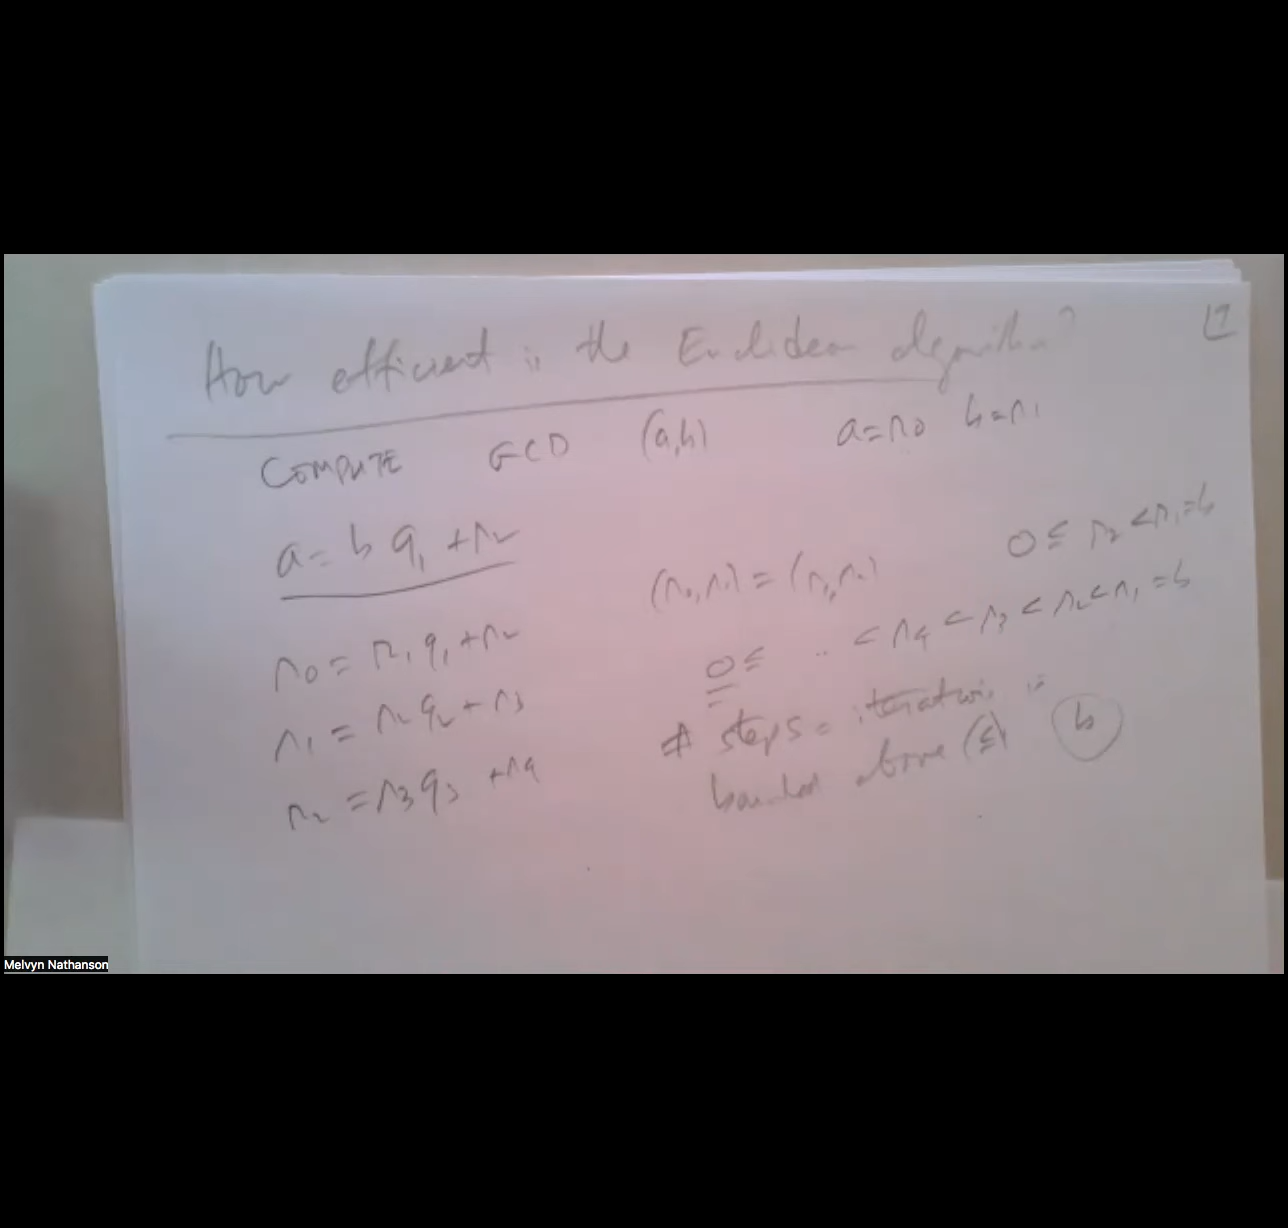 How efficient is the Euclidean algorithm?
17
COMPUTE GCD (a,b) a=r0 b=r1
a = b q1 + r2
0 ≤ r2 < r1 = b
(r0, r1) = (r1, r2)
r0 = r1 q1 + r2
0 ≤ .. < r4 < r3 < r2 < r1 = b
r1 = r2 q2 + r3
# steps = iterations is
r2 = r3 q3 + r4
bounded above (≤) b
Melvyn Nathanson